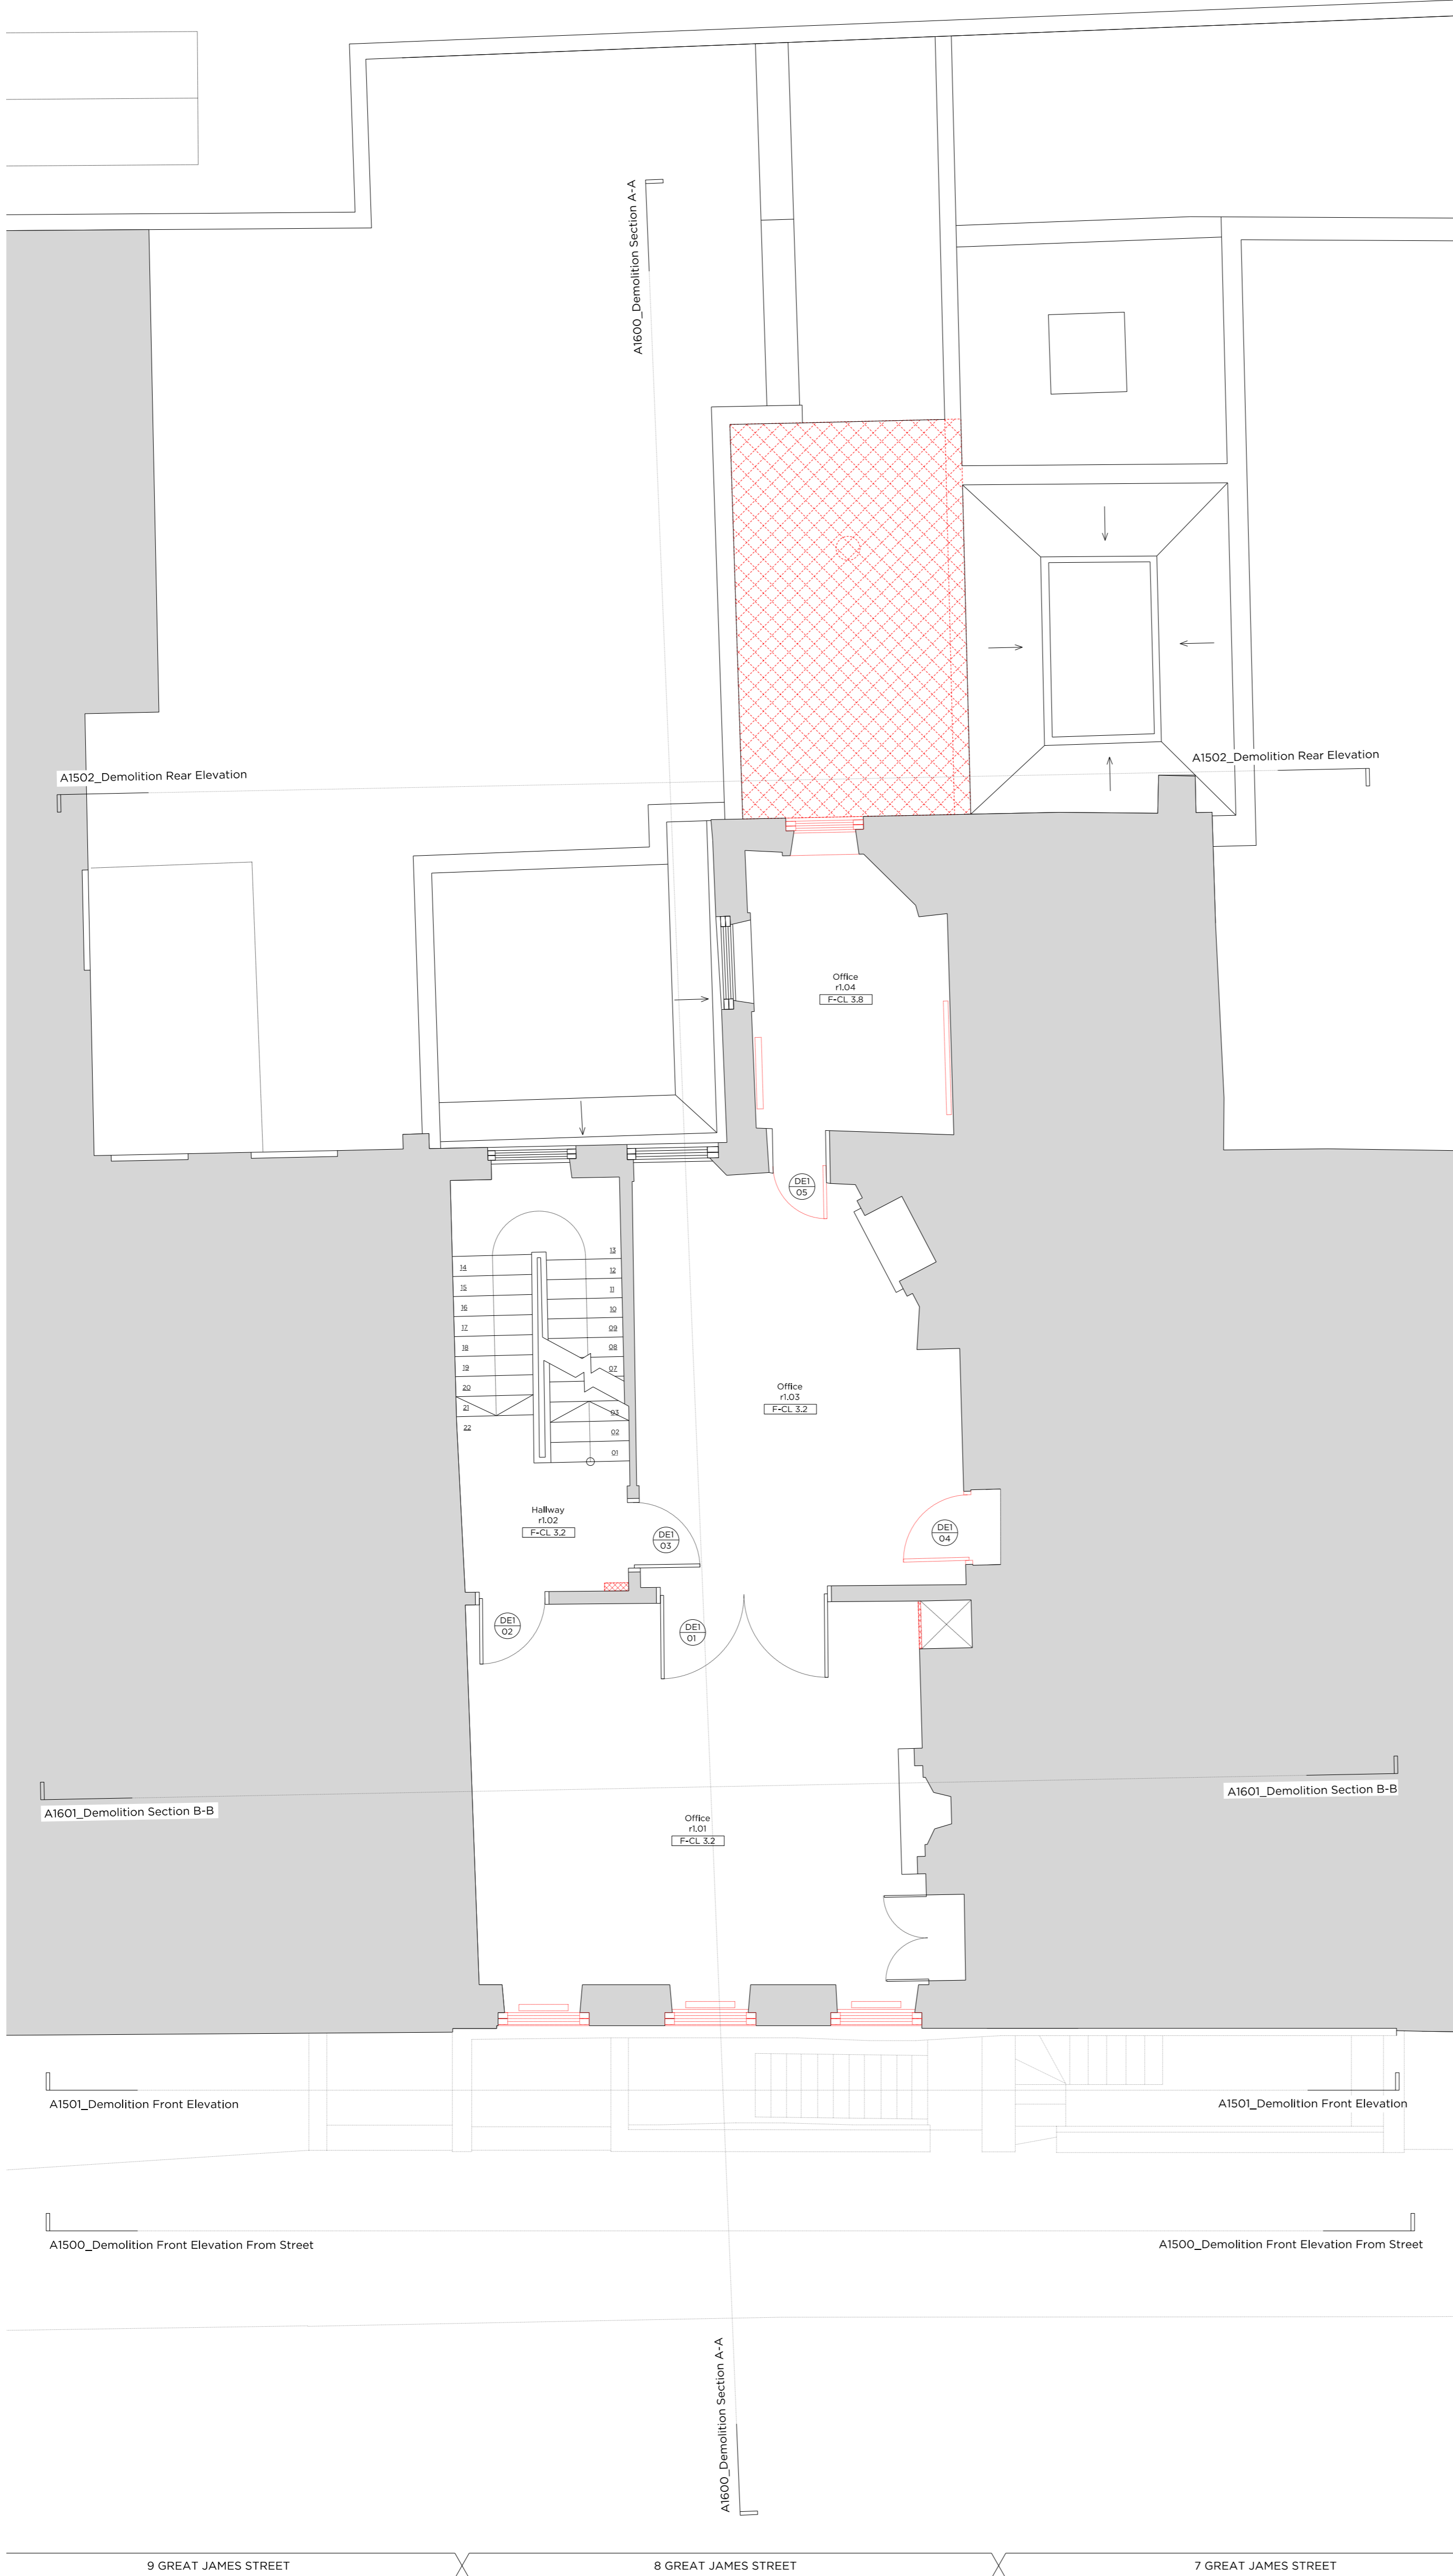 A1600_Demolition Section A-A
A1502_Demolition Rear Elevation
A1502_Demolition Rear Elevation
Office
r1.04
F-CL 3.8
DE1
05
13
14
12
15
11
16
10
17
09
18
08
19
07
20
21
03
22
02
01
Office
r1.03
F-CL 3.2
Hallway
r1.02
F-CL 3.2
DE1
03
DE1
04
DE1
02
DE1
01
A1601_Demolition Section B-B
A1601_Demolition Section B-B
Office
r1.01
F-CL 3.2
A1501_Demolition Front Elevation
A1501_Demolition Front Elevation
A1500_Demolition Front Elevation From Street
A1500_Demolition Front Elevation From Street
A1600_Demolition Section A-A
9 GREAT JAMES STREET
8 GREAT JAMES STREET
7 GREAT JAMES STREET